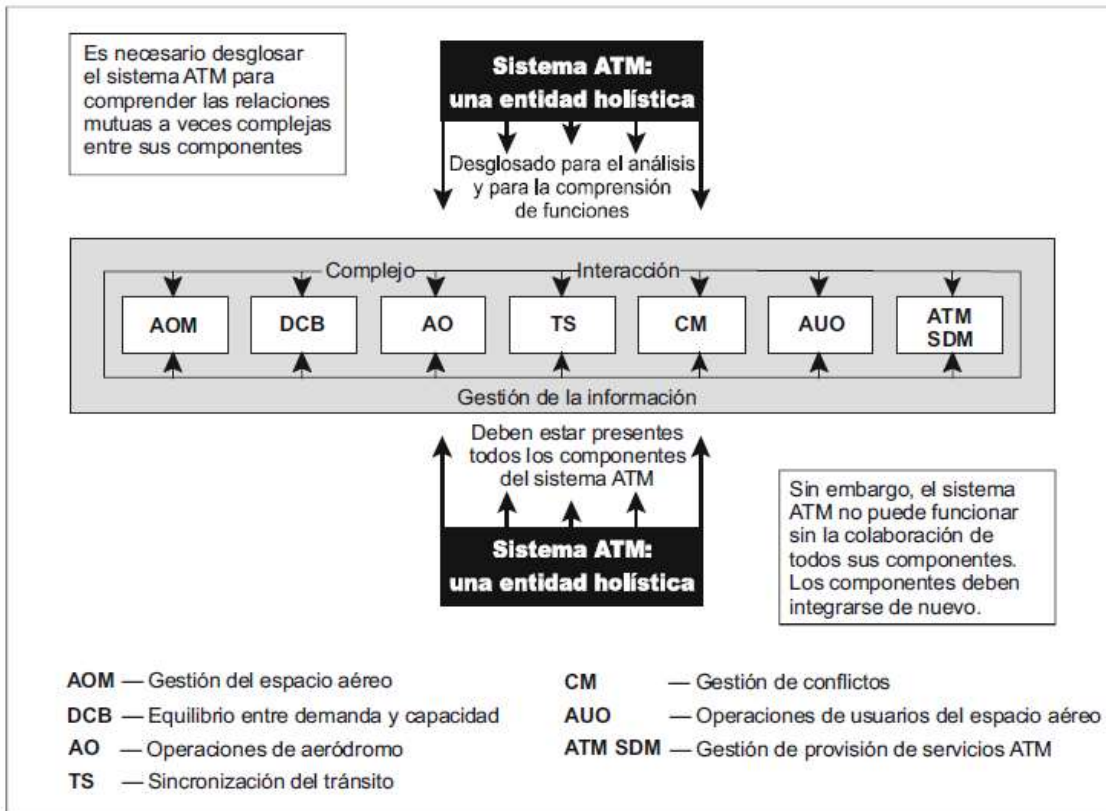 Es necesario desglosar
el sistema ATM para
comprender las relaciones
mutuas a veces complejas
entre sus componentes
Sistema ATM:
una entidad holística
Desglosado para el análisis
y para la comprensión
de funciones
Complejo
Interacción
AOM
DCB
AO
TS
CM
AUO
ATM
SDM
Gestión de la información
Deben estar presentes
todos los componentes
del sistema ATM
Sistema ATM:
una entidad holística
Sin embargo, el sistema
ATM no puede funcionar
sin la colaboración de
todos sus componentes.
Los componentes deben
integrarse de nuevo.
AOM — Gestión del espacio aéreo
DCB — Equilibrio entre demanda y capacidad
AO — Operaciones de aeródromo
TS — Sincronización del tránsito
CM — Gestión de conflictos
AUO — Operaciones de usuarios del espacio aéreo
ATM SDM — Gestión de provisión de servicios ATM